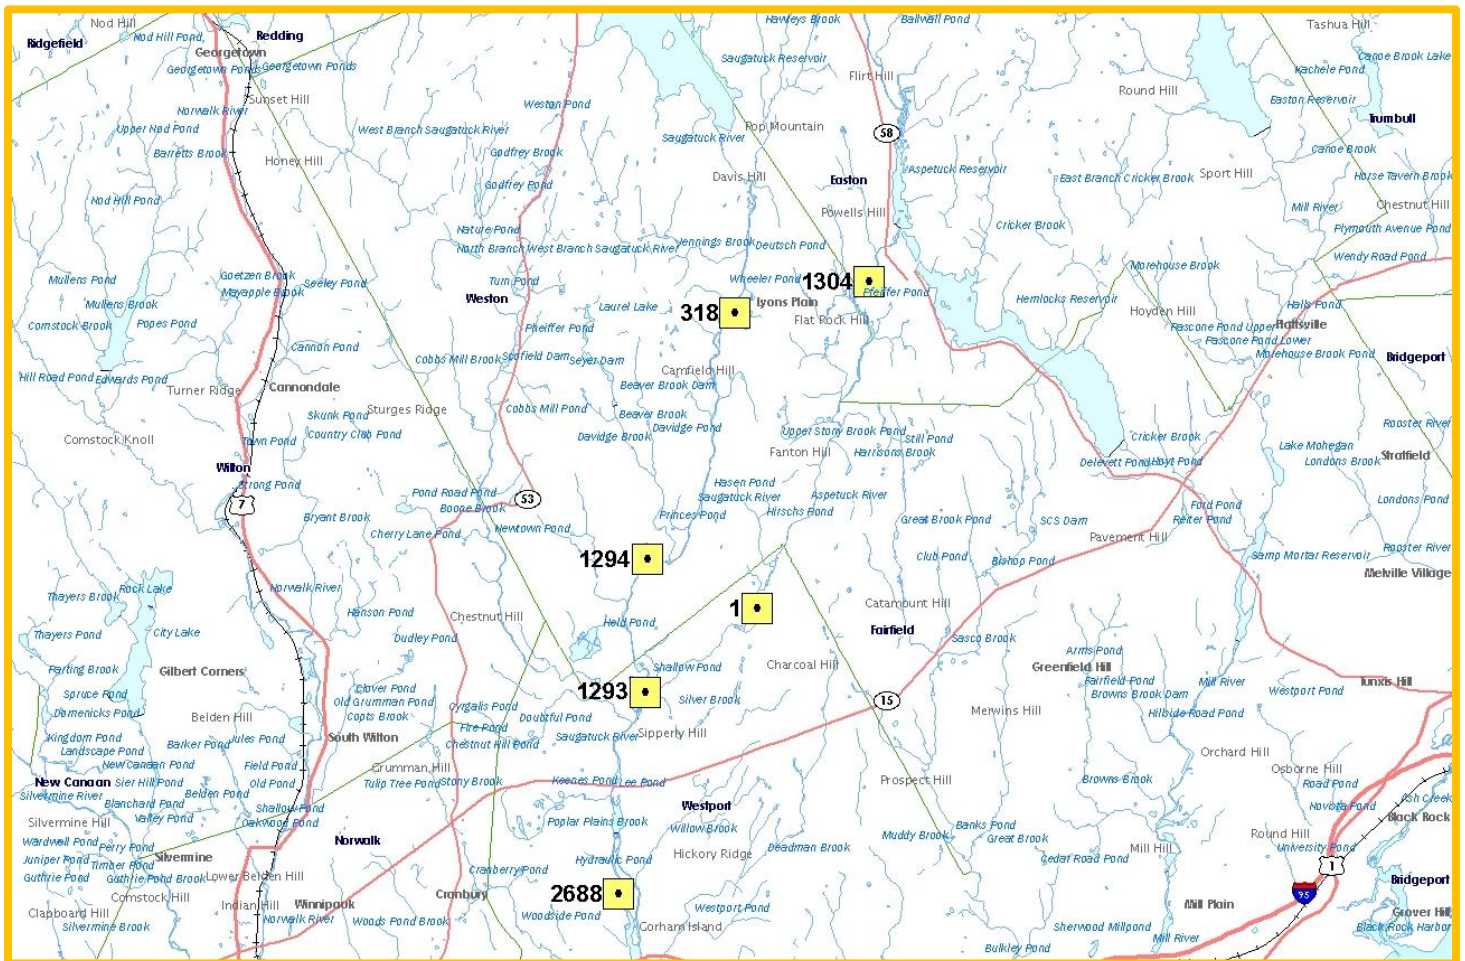 Nod Hill
Ridgefield
Nod Hill Pond
Redding
Georgetown
Georgetown Ponds
Georgetown Ponds
Hawleys Brook
Ballwall Pond
Tashua Hill
Saugatuck Reservoir
Canoe Brook Lake
Kachele Pond
Flirt Hill
Round Hill
Sunset Hill
Norwalk River
Weston Pond
Easton Reservoir
Trumbull
Upper Nod Pond
West Branch Saugatuck River
Pop Mountain
58
Saugatuck River
Barretts Brook
Godfrey Brook
Canoe Brook
Honey Hill
Aspetuck Reservoir
Davis Hill
Easton
East Branch Cricker Brook
Sport Hill
Horse Tavern Brook
Godfrey Pond
Nod Hill Pond
Powells Hill
Mill River
Chestnut Hill
Nature Pond
Cricker Brook
Plymouth Avenue Pond
North Branch West Branch Saugatuck River
Jennings Brook
Deutsch Pond
Wendy Road Pond
Mullens Pond
Goetzen Brook
Seeley Pond
Turn Pond
Wheeler Pond
1304
Morehouse Brook
Mayapple Brook
Pfeiffer Pond
Mullens Brook
Weston
Laurel Lake
318
Lyons Plain
Hemlocks Reservoir
Halls Pond
Hoyden Hill
Comstock Brook
Popes Pond
Pheiffer Pond
Flat Rock Hill
Pascone Pond Upper
Plattsville
Pascone Pond Lower
Cannon Pond
Cobbs Mill Brook
Scofield Dam
Seyer Dam
Morehouse Brook Pond
Bridgeport
Hill Road Pond
Edwards Pond
Camfield Hill
Turner Ridge
Cannondale
Beaver Brook Dam
Sturges Ridge
Cobbs Mill Pond
Skunk Pond
Beaver Brook
Davidge Pond
Rooster River
Comstock Knoll
Town Pond
Country Club Pond
Davidge Brook
Upper Stony Brook Pond
Still Pond
Cricker Brook
Lake Mohegan
Fanton Hill
Harrisons Brook
Londons Brook
Stratfield
Wilton
Delevett Pond
Hoyt Pond
Strong Pond
Pond Road Pond
53
Hasen Pond
Saugatuck River
Aspetuck River
Londons Pond
7
Boone Brook
Ford Pond
Bryant Brook
Princes Pond
Hirschs Pond
Great Brook Pond
SCS Dam
Reiter Pond
Cherry Lane Pond
Newtown Pond
Pavement Hill
1294
Club Pond
Bishop Pond
Samp Mortar Reservoir
Rooster River
Melville Village
Rock Lake
Thayers Brook
Norwalk River
Hanson Pond
Chestnut Hill
1
Catamount Hill
Held Pond
Thayers Pond
City Lake
Dudley Pond
Fairfield
Sasco Brook
Arms Pond
Farting Brook
Gilbert Corners
Shallow Pond
Charcoal Hill
Greenfield Hill
Fairfield Pond
Mill River
Tunxis Hill
Spruce Pond
Clover Pond
1293
Silver Brook
Browns Brook Dam
Westport Pond
Old Grumman Pond
15
Domenicks Pond
Belden Hill
Copts Brook
Cyrgalis Pond
Doubtful Pond
Merwins Hill
Hillside Road Pond
Kingdom Pond
Barker Pond
Jules Pond
South Wilton
Fire Pond
Saugatuck River
Sipperly Hill
Landscape Pond
Chestnut Hill Pond
Orchard Hill
New Canaan Pond
Field Pond
Grumman Hill
Osborne Hill
New Canaan
Sier Hill Pond
Old Pond
Tulip Tree Pond
Stony Brook
Keenes Pond
Lee Pond
Prospect Hill
Browns Brook
Road Pond
Silvermine River
Belden Pond
Blanchard Pond
Shallow Pond
Westport
Novota Pond
Ash Creek
Valley Pond
Oakwood Pond
Poplar Plains Brook
Willow Brook
Banks Pond
Black Rock
Silvermine Hill
Muddy Brook
Great Brook
Round Hill
Wardwell Pond
Perry Pond
Norwalk
Deadman Brook
Mill Hill
University Pond
Juniper Pond
Timber Pond
Silvermine
Hydraulic Pond
Hickory Ridge
Cedar Road Pond
1
Guthrie Pond
Guthrie Pond Brook
Lower Belden Hill
Cranberry Pond
Bridgeport
Comstock Hill
2688
95
Clapboard Hill
Indian Hill
Winnipauk
Cranbury
Westport Pond
Mill Plain
Grover Hill
Silvermine Brook
Norwalk River
Woods Pond Brook
Woodside Pond
Gorham Island
Sherwood Millpond
Black Rock Harbor
Mill River
Bulkley Pond